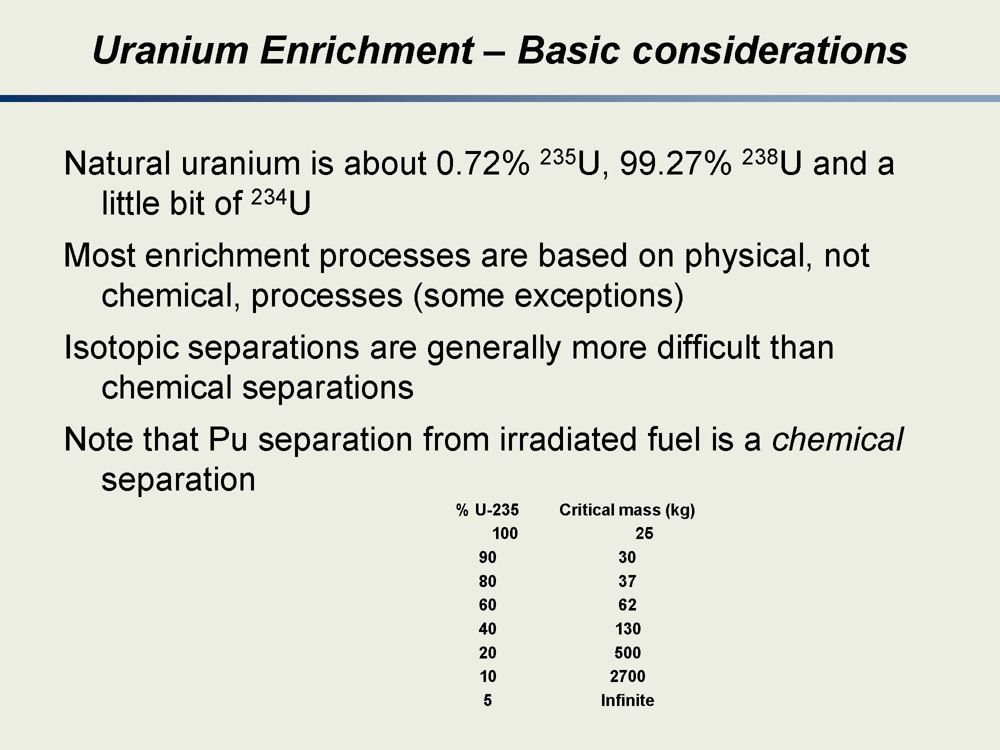 Uranium Enrichment – Basic considerations
Natural uranium is about 0.72% ²³⁵U, 99.27% ²³⁸U and a
little bit of ²³⁴U
Most enrichment processes are based on physical, not
chemical, processes (some exceptions)
Isotopic separations are generally more difficult than
chemical separations
Note that Pu separation from irradiated fuel is a chemical
separation
% U-235 Critical mass (kg)
100 25
90 30
80 37
60 62
40 130
20 500
10 2700
5 Infinite